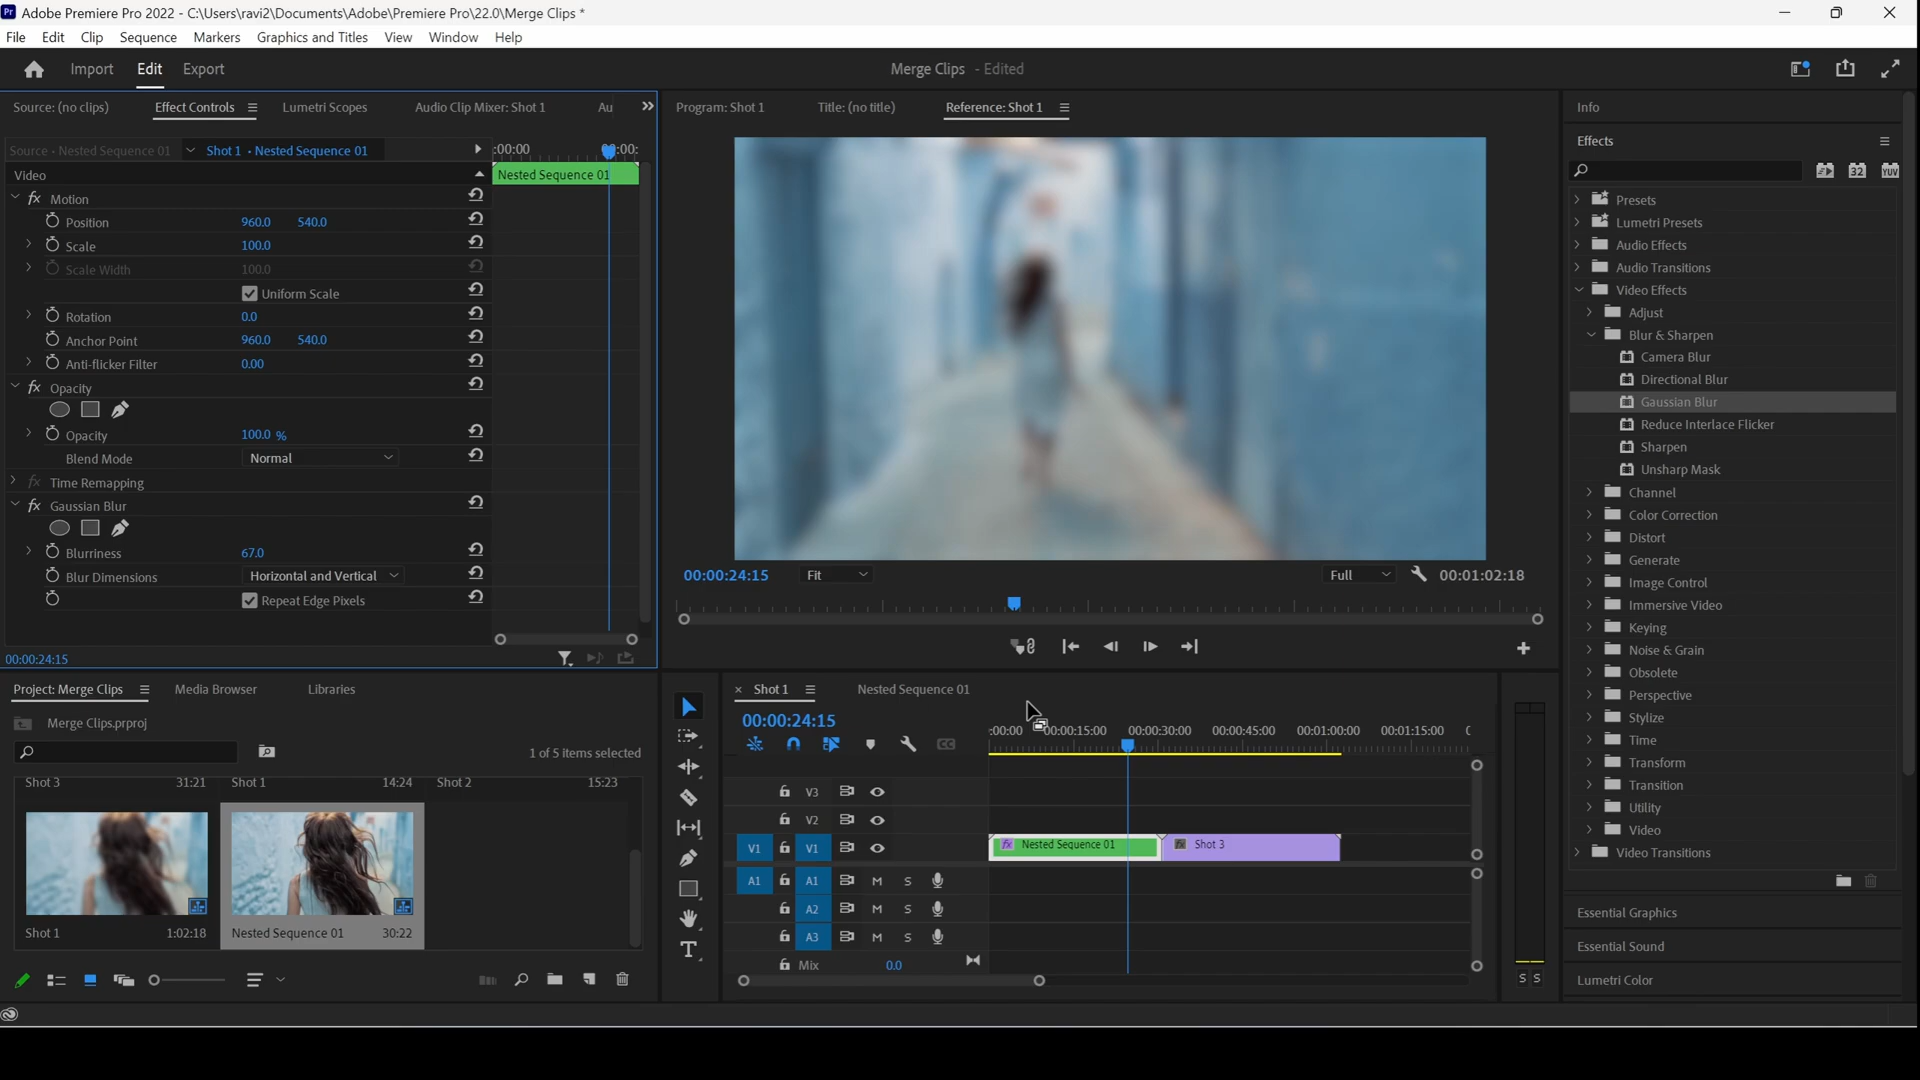 Pr Adobe Premiere Pro 2022 - C:\Users\ravi2\Documents\Adobe\Premiere Pro\22.0\Merge Clips *
File Edit Clip Sequence Markers Graphics and Titles View Window Help
Import Edit Export
Merge Clips - Edited
Source: (no clips) Effect Controls Lumetri Scopes Audio Clip Mixer: Shot 1 Au
Source • Nested Sequence 01 Shot 1 • Nested Sequence 01
:00:00 00:00:
Video
Nested Sequence 01
fx Motion
Position 960.0 540.0
Scale 100.0
Scale Width 100.0
Uniform Scale
Rotation 0.0
Anchor Point 960.0 540.0
Anti-flicker Filter 0.00
fx Opacity
Opacity 100.0 %
Blend Mode Normal
fx Time Remapping
fx Gaussian Blur
Blurriness 67.0
Blur Dimensions Horizontal and Vertical
Repeat Edge Pixels
00:00:24:15
Program: Shot 1 Title: (no title) Reference: Shot 1
00:00:24:15 Fit Full 00:01:02:18
Info
Effects
32 YUV
Presets
Lumetri Presets
Audio Effects
Audio Transitions
Video Effects
Adjust
Blur & Sharpen
Camera Blur
Directional Blur
Gaussian Blur
Reduce Interlace Flicker
Sharpen
Unsharp Mask
Channel
Color Correction
Distort
Generate
Image Control
Immersive Video
Keying
Noise & Grain
Obsolete
Perspective
Stylize
Time
Transform
Transition
Utility
Video
Video Transitions
Essential Graphics
Essential Sound
Lumetri Color
Project: Merge Clips Media Browser Libraries
Merge Clips.prproj
1 of 5 items selected
Shot 3 31:21 Shot 1 14:24 Shot 2 15:23
Shot 1 1:02:18 Nested Sequence 01 30:22
T
× Shot 1 Nested Sequence 01
00:00:24:15
:00:00 00:00:15:00 00:00:30:00 00:00:45:00 00:01:00:00 00:01:15:00 0
CC
V3
V2
V1 V1 fx Nested Sequence 01 fx Shot 3
A1 A1 M S
A2 M S
A3 M S
Mix 0.0
S S